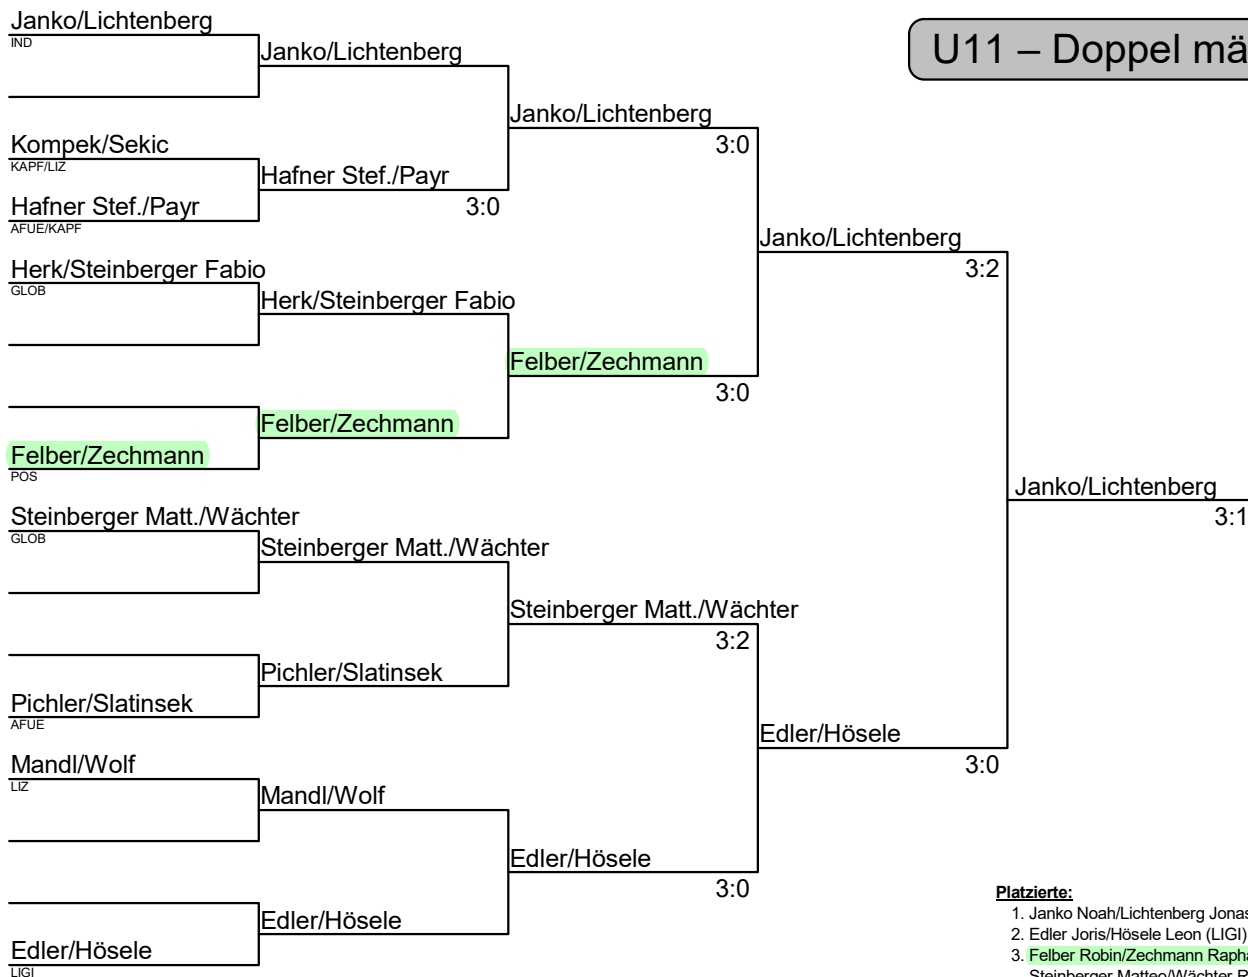 U11 – Doppel mä
Janko/Lichtenberg
IND
Kompek/Sekic
KAPF/LIZ
Hafner Stef./Payr
AFUE/KAPF
Herk/Steinberger Fabio
GLOB
Felber/Zechmann
POS
Steinberger Matt./Wächter
GLOB
Pichler/Slatinsek
AFUE
Mandl/Wolf
LIZ
Edler/Hösele
LIGI
Janko/Lichtenberg
Hafner Stef./Payr
3:0
Herk/Steinberger Fabio
Felber/Zechmann
Steinberger Matt./Wächter
Pichler/Slatinsek
Mandl/Wolf
Edler/Hösele
Janko/Lichtenberg
3:0
Felber/Zechmann
3:0
Steinberger Matt./Wächter
3:2
Edler/Hösele
3:0
Janko/Lichtenberg
3:2
Edler/Hösele
3:0
Janko/Lichtenberg
3:1
Platzierte:
1. Janko Noah/Lichtenberg Jonas
2. Edler Joris/Hösele Leon (LIGI)
3. Felber Robin/Zechmann Rapha
Steinberger Matteo/Wächter R